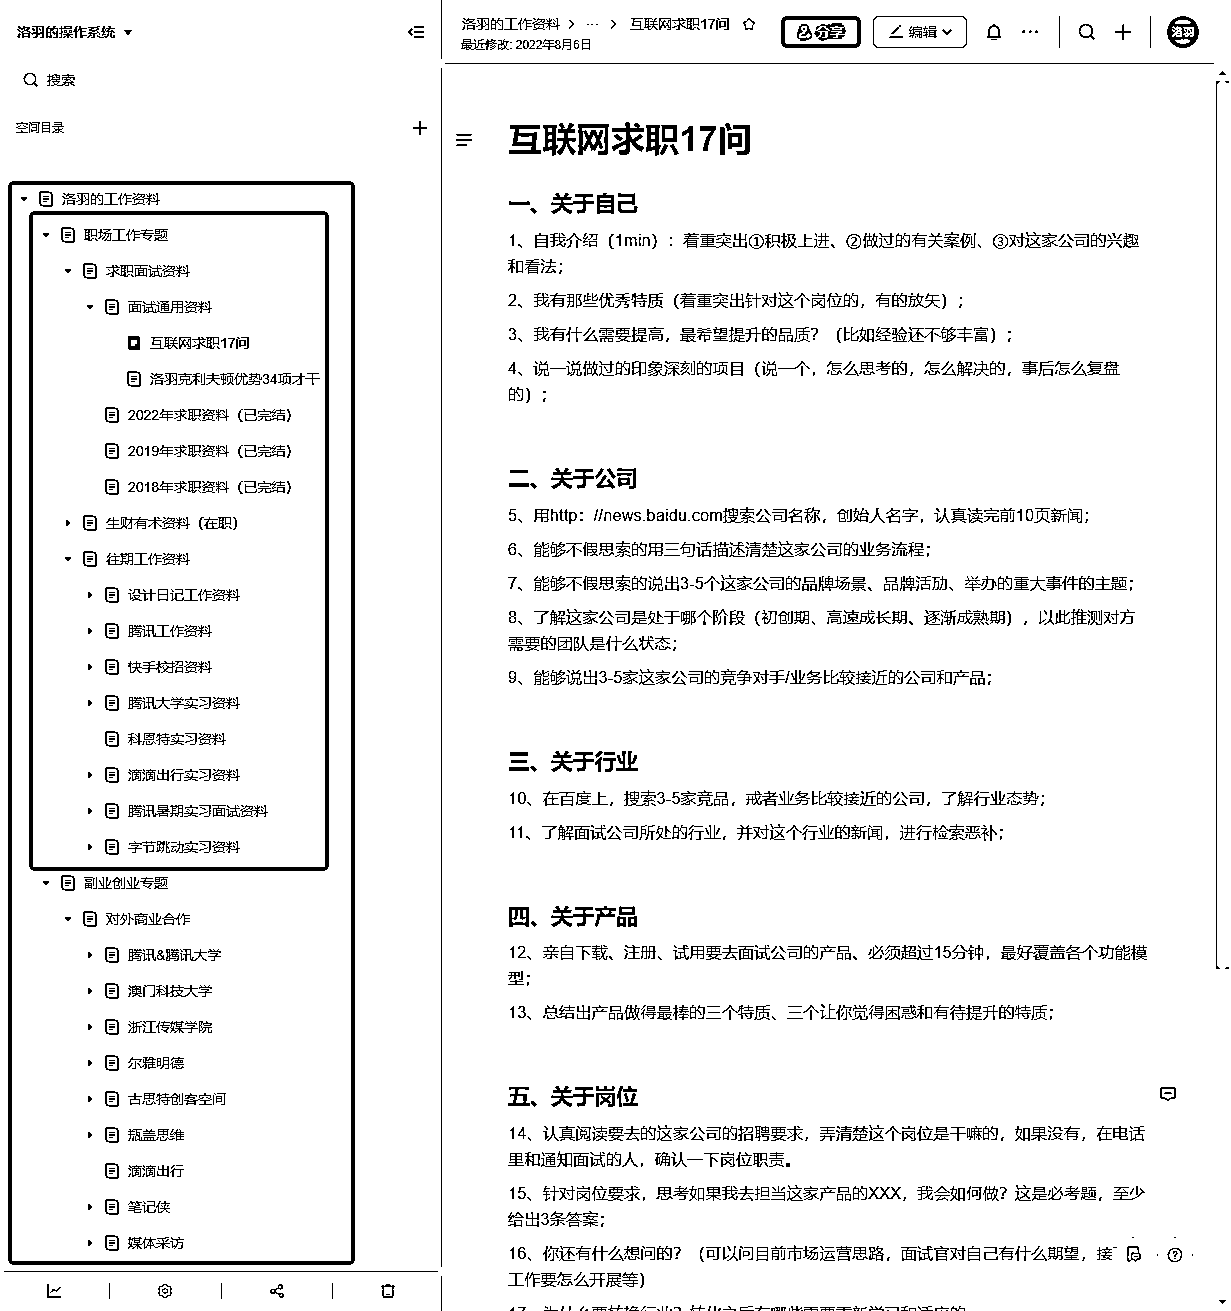 洛羽的操作系统
搜索
空间目录
洛羽的工作资料
职场工作专题
求职面试资料
面试通用资料
互联网求职17问
洛羽克利夫顿优势34项才干
2022年求职资料（已完结）
2019年求职资料（已完结）
2018年求职资料（已完结）
生财有术资料（在职）
往期工作资料
设计日记工作资料
腾讯工作资料
快手校招资料
腾讯大学实习资料
科恩特实习资料
滴滴出行实习资料
腾讯暑期实习面试资料
字节跳动实习资料
副业创业专题
对外商业合作
腾讯&腾讯大学
澳门科技大学
浙江传媒学院
尔雅明德
古思特创客空间
瓶盖思维
滴滴出行
笔记侠
媒体采访
洛羽的工作资料 > ··· > 互联网求职17问
最近修改: 2022年8月6日
分享
编辑
洛羽
互联网求职17问
一、关于自己
1、自我介绍（1min）：着重突出①积极上进、②做过的有关案例、③对这家公司的兴趣
和看法；
2、我有那些优秀特质（着重突出针对这个岗位的，有的放矢）；
3、我有什么需要提高，最希望提升的品质？（比如经验还不够丰富）；
4、说一说做过的印象深刻的项目（说一个，怎么思考的，怎么解决的，事后怎么复盘
的）；
二、关于公司
5、用http：//news.baidu.com搜索公司名称，创始人名字，认真读完前10页新闻；
6、能够不假思索的用三句话描述清楚这家公司的业务流程；
7、能够不假思索的说出3-5个这家公司的品牌场景、品牌活动、举办的重大事件的主题；
8、了解这家公司是处于哪个阶段（初创期、高速成长期、逐渐成熟期），以此推测对方
需要的团队是什么状态；
9、能够说出3-5家这家公司的竞争对手/业务比较接近的公司和产品；
三、关于行业
10、在百度上，搜索3-5家竞品，或者业务比较接近的公司，了解行业态势；
11、了解面试公司所处的行业，并对这个行业的新闻，进行检索恶补；
四、关于产品
12、亲自下载、注册、试用要去面试公司的产品、必须超过15分钟，最好覆盖各个功能模
型；
13、总结出产品做得最棒的三个特质、三个让你觉得困惑和有待提升的特质；
五、关于岗位
14、认真阅读要去的这家公司的招聘要求，弄清楚这个岗位是干嘛的，如果没有，在电话
里和通知面试的人，确认一下岗位职责。
15、针对岗位要求，思考如果我去担当这家产品的XXX，我会如何做？这是必考题，至少
给出3条答案；
16、你还有什么想问的？（可以问目前市场运营思路，面试官对自己有什么期望，接
工作要怎么开展等）